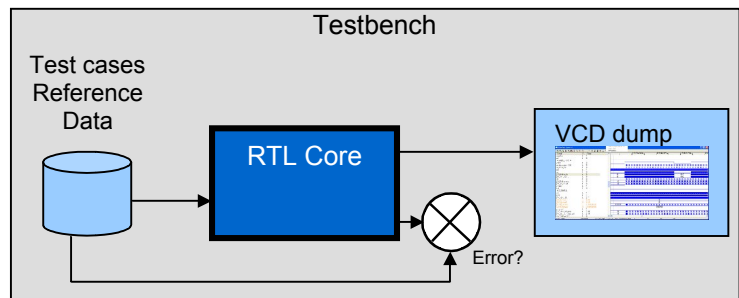 Testbench
Test cases
Reference
Data
RTL Core
VCD dump
Error?